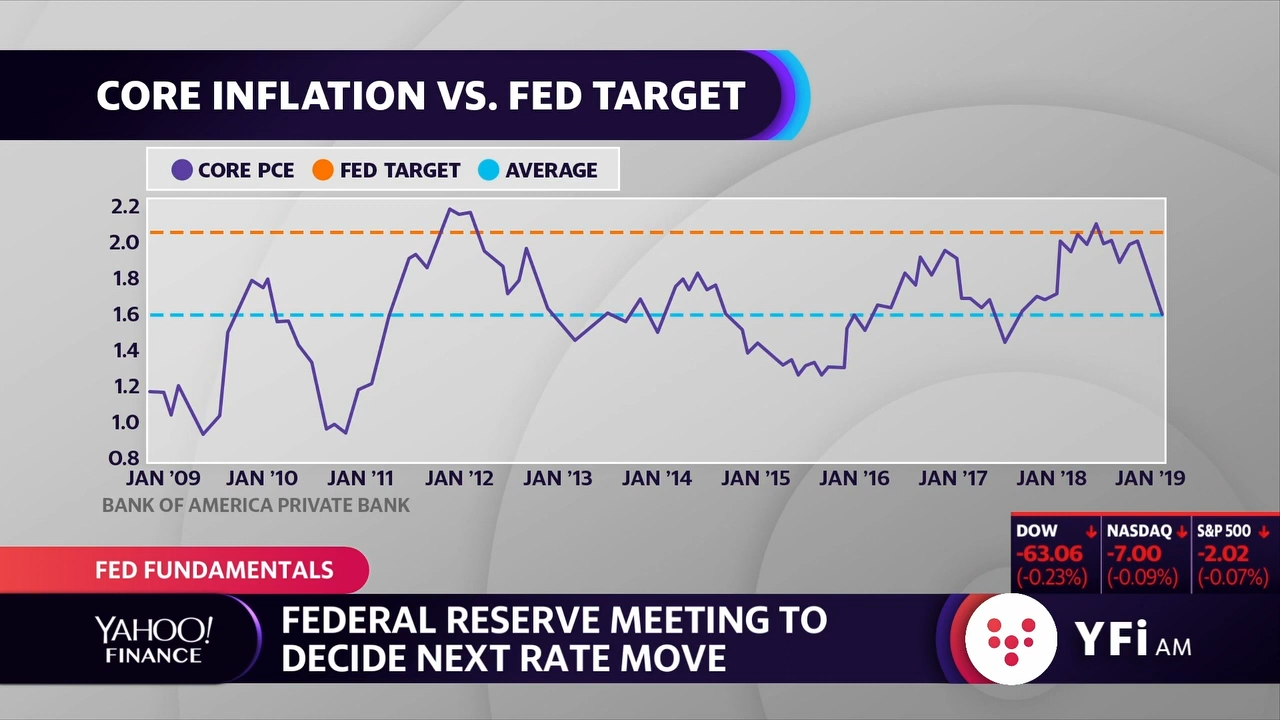 CORE INFLATION VS. FED TARGET
CORE PCE FED TARGET AVERAGE
2.2
2.0
1.8
1.6
1.4
1.2
1.0
0.8
JAN ’09 JAN ’10 JAN ’11 JAN ’12 JAN ’13 JAN ’14 JAN ’15 JAN ’16 JAN ’17 JAN ’18 JAN ’19
BANK OF AMERICA PRIVATE BANK
DOW NASDAQ S&P 500
-63.06 -7.00 -2.02
(-0.23%) (-0.09%) (-0.07%)
FED FUNDAMENTALS
YAHOO!
FINANCE
FEDERAL RESERVE MEETING TO
DECIDE NEXT RATE MOVE
YFi AM